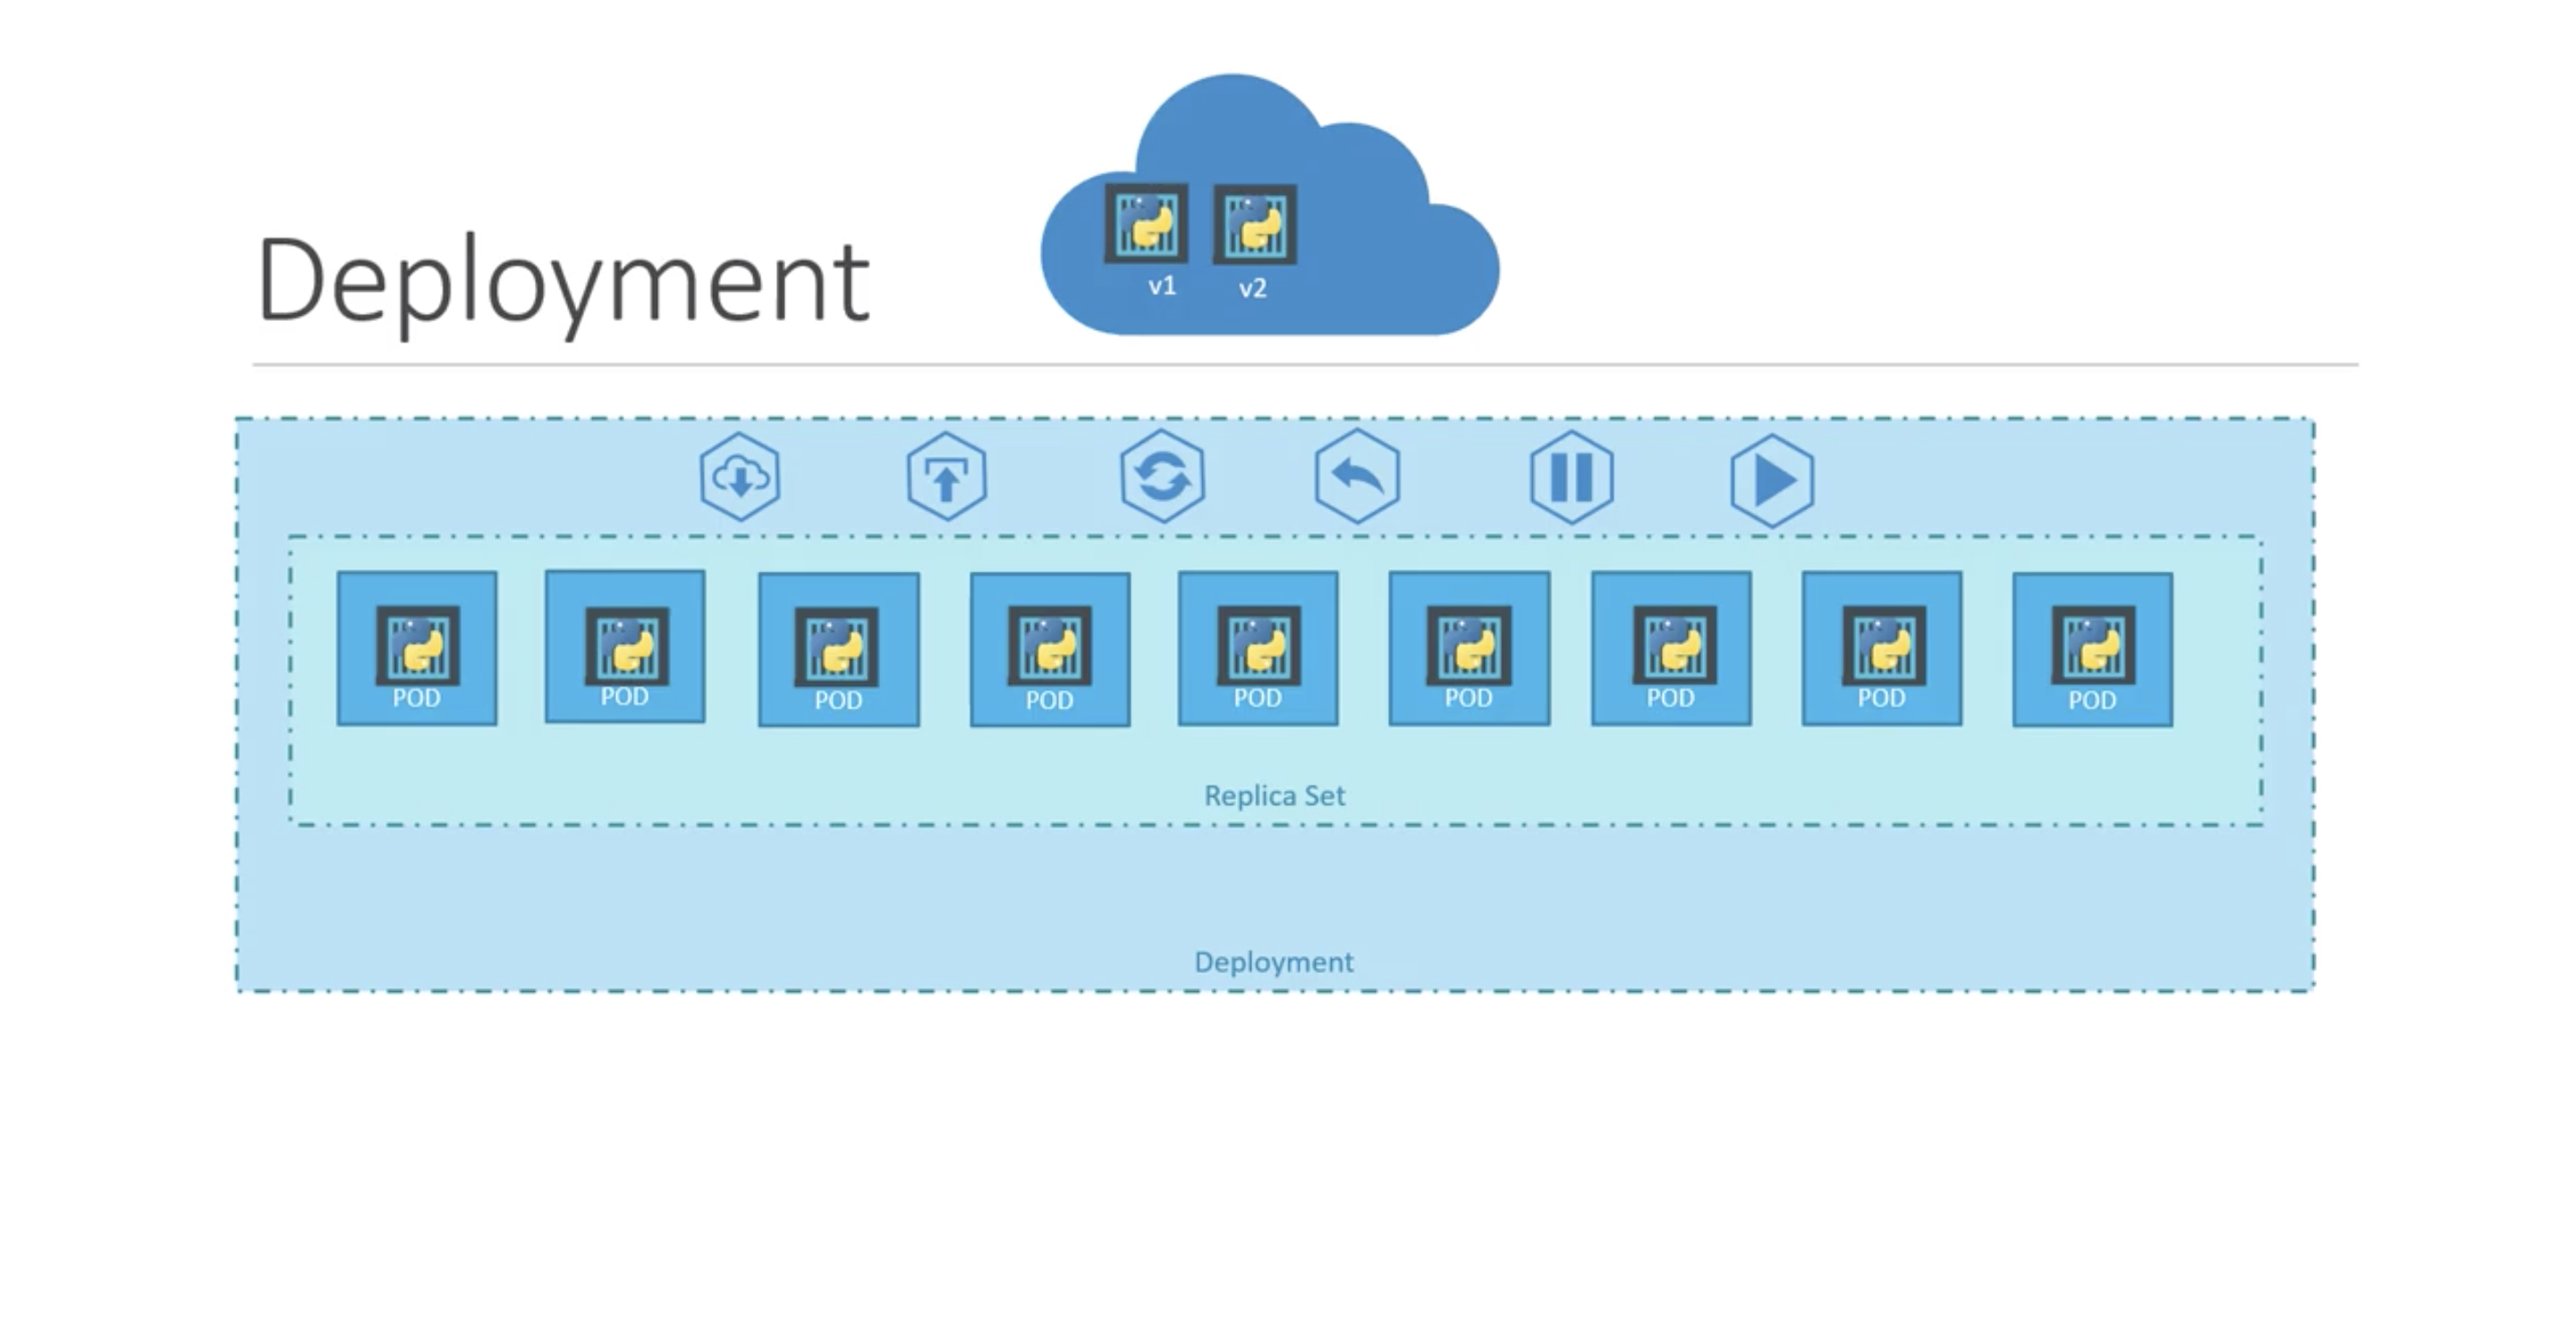 Deployment
v1 v2
POD POD POD POD POD POD POD POD POD
Replica Set
Deployment